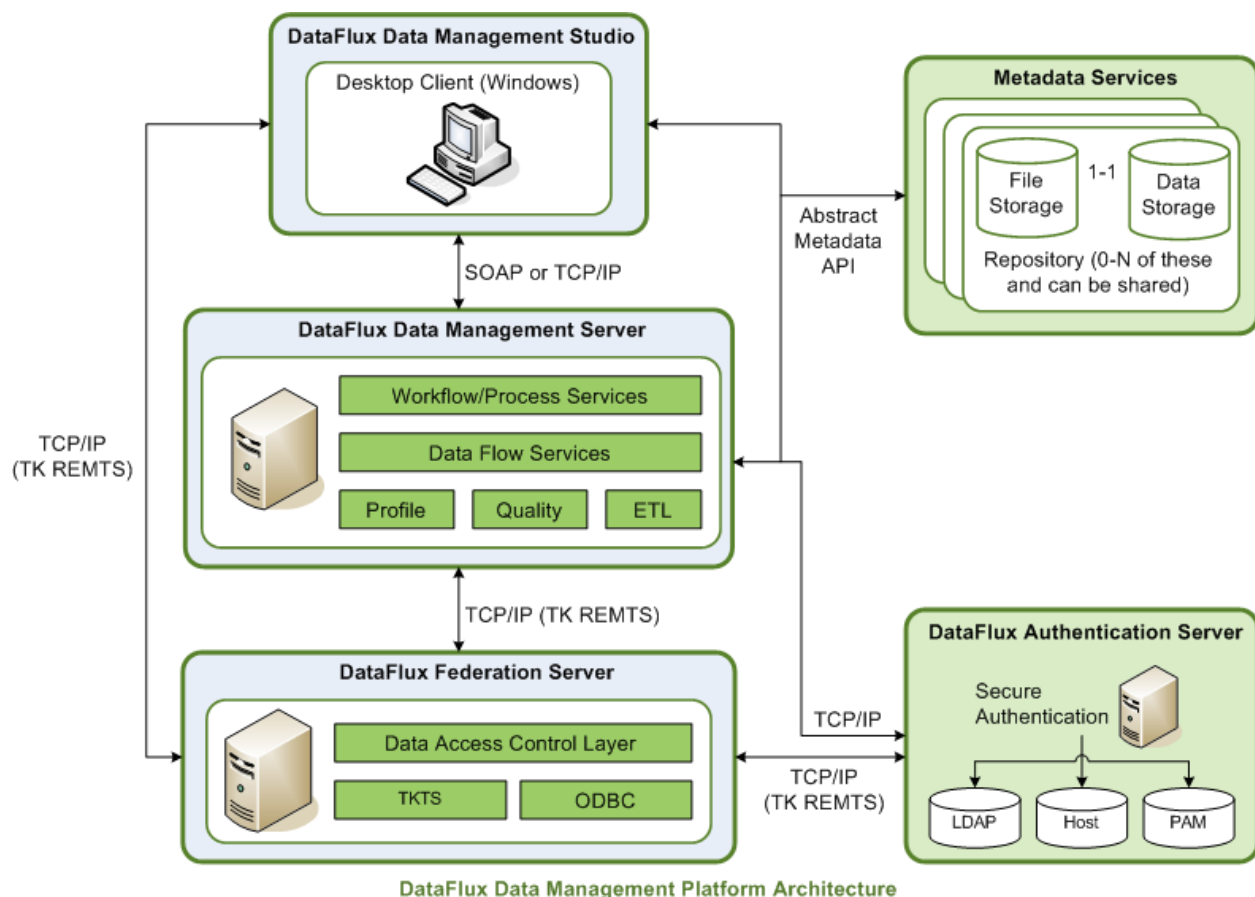 DataFlux Data Management Studio
Desktop Client (Windows)
Metadata Services
File
Storage
1-1
Data
Storage
Repository (0-N of these
and can be shared)
Abstract
Metadata
API
SOAP or TCP/IP
DataFlux Data Management Server
Workflow/Process Services
Data Flow Services
Profile
Quality
ETL
TCP/IP
(TK REMTS)
TCP/IP (TK REMTS)
DataFlux Federation Server
Data Access Control Layer
TKTS
ODBC
TCP/IP
TCP/IP
(TK REMTS)
DataFlux Authentication Server
Secure
Authentication
LDAP
Host
PAM
DataFlux Data Management Platform Architecture